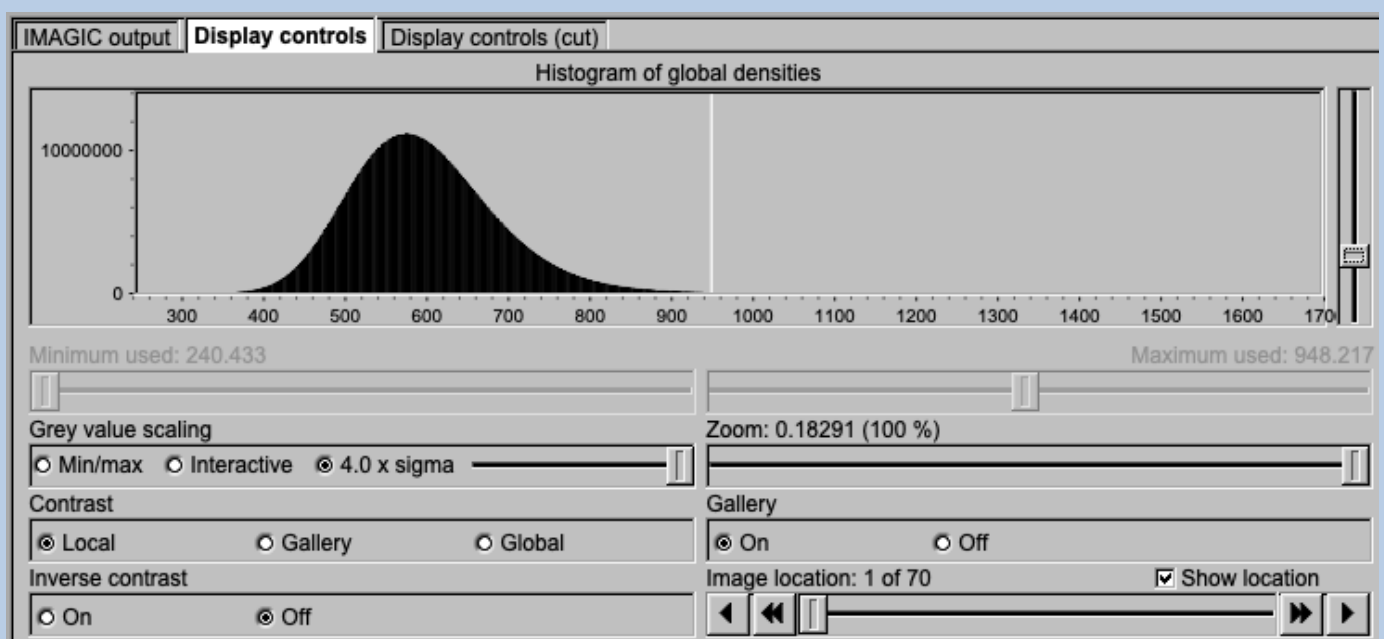 IMAGIC output Display controls Display controls (cut)
Histogram of global densities
10000000
0
300 400 500 600 700 800 900 1000 1100 1200 1300 1400 1500 1600 170
Minimum used: 240.433 Maximum used: 948.217
Grey value scaling Zoom: 0.18291 (100 %)
Min/max Interactive 4.0 x sigma
Contrast Gallery
Local Gallery Global On Off
Inverse contrast Image location: 1 of 70 Show location
On Off